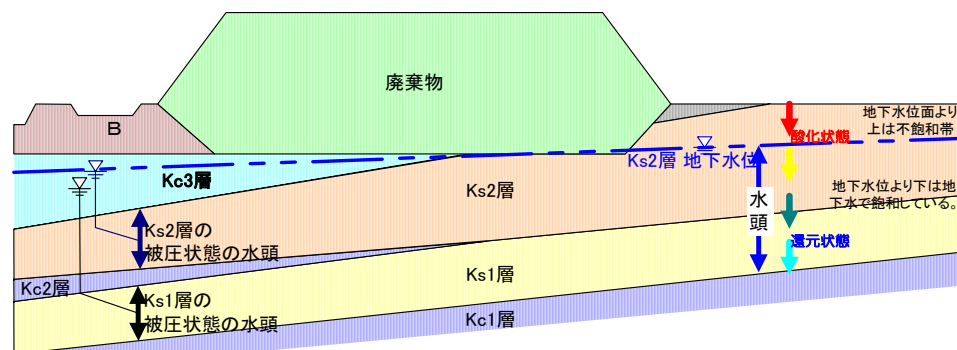 廃棄物
B
地下水位面より
上は不飽和帯
酸化状態
Ks2層 地下水位
Kc3層
Ks2層
地下水位より下は地
下水で飽和している。
水頭
Ks2層の
被圧状態の水頭
還元状態
Kc2層
Ks1層
Ks1層の
被圧状態の水頭
Kc1層